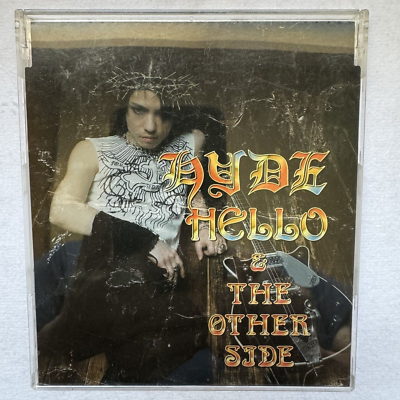 HYDE
HELLO
&
THE
OTHER
SIDE